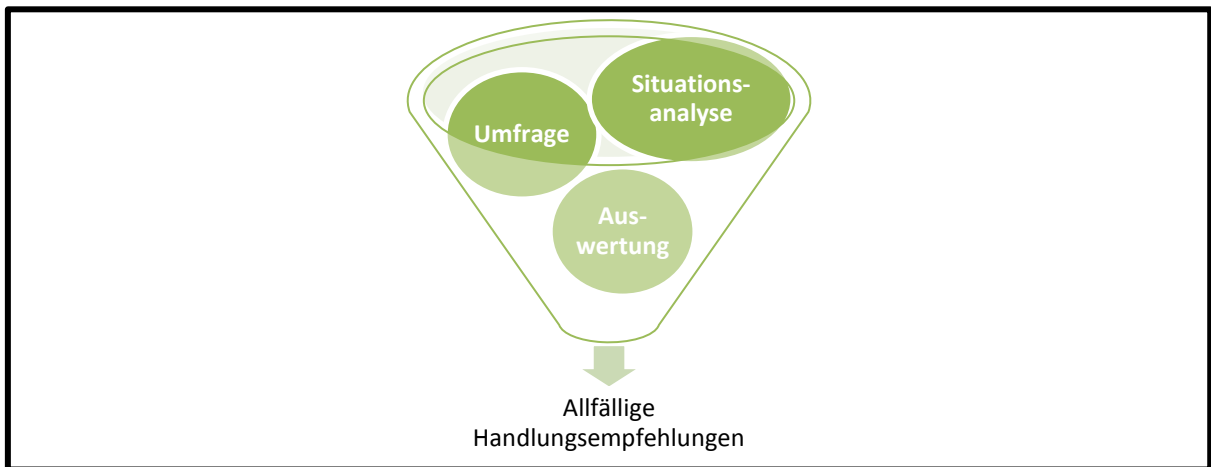 Situations-
analyse
Umfrage
Aus-
wertung
Allfällige
Handlungsempfehlungen